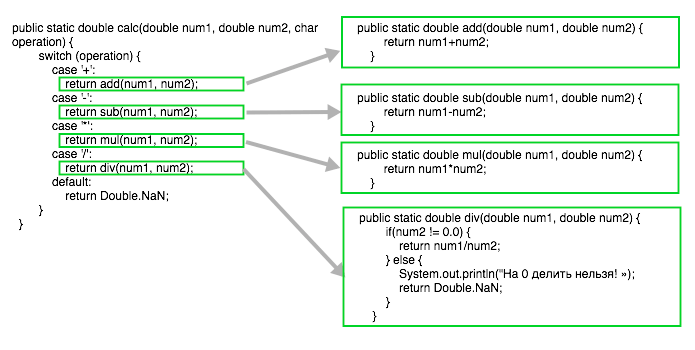 public static double calc(double num1, double num2, char
operation) {
switch (operation) {
case '+':
return add(num1, num2);
case '-':
return sub(num1, num2);
case '*':
return mul(num1, num2);
case '/':
return div(num1, num2);
default:
return Double.NaN;
}
}
public static double add(double num1, double num2) {
return num1+num2;
}
public static double sub(double num1, double num2) {
return num1-num2;
}
public static double mul(double num1, double num2) {
return num1*num2;
}
public static double div(double num1, double num2) {
if(num2 != 0.0) {
return num1/num2;
} else {
System.out.println("На 0 делить нельзя! »);
return Double.NaN;
}
}